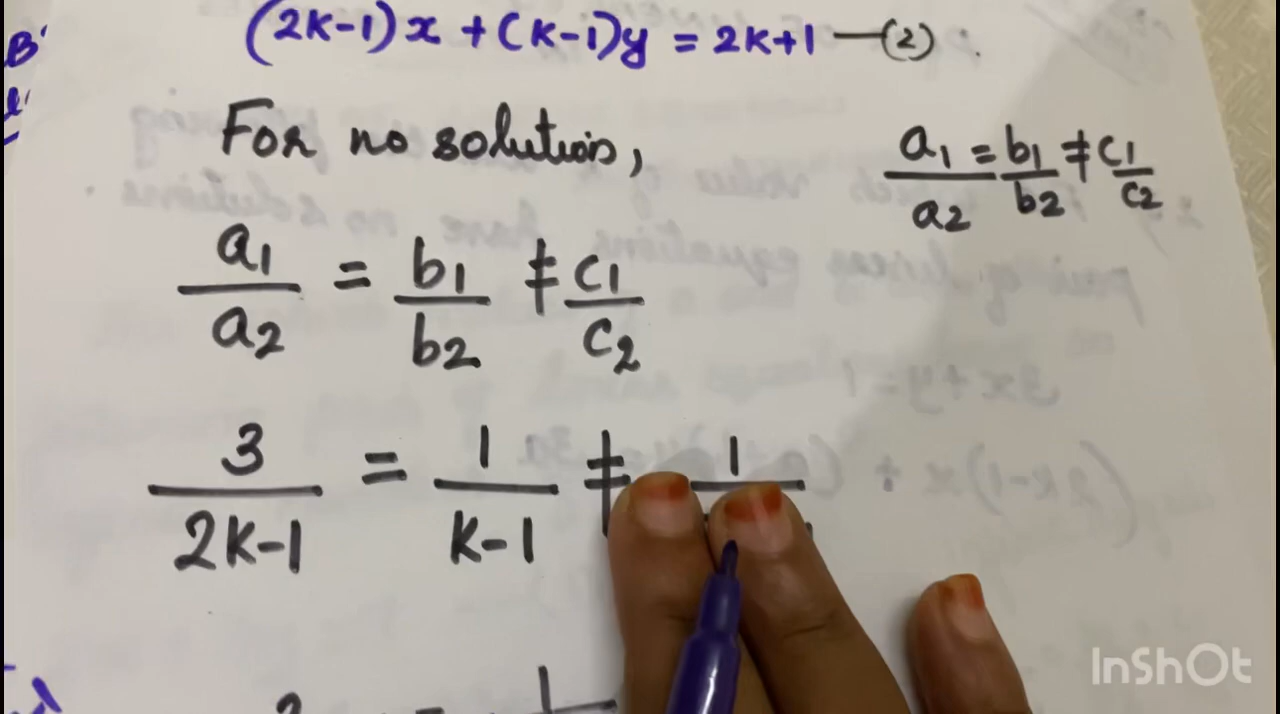 (2k-1)x + (k-1)y = 2k+1 —(2)
For no solution,
a1/a2 = b1/b2 ≠ c1/c2
a1/a2 = b1/b2 ≠ c1/c2
3/2k-1 = 1/k-1 ≠ 1
InShOt